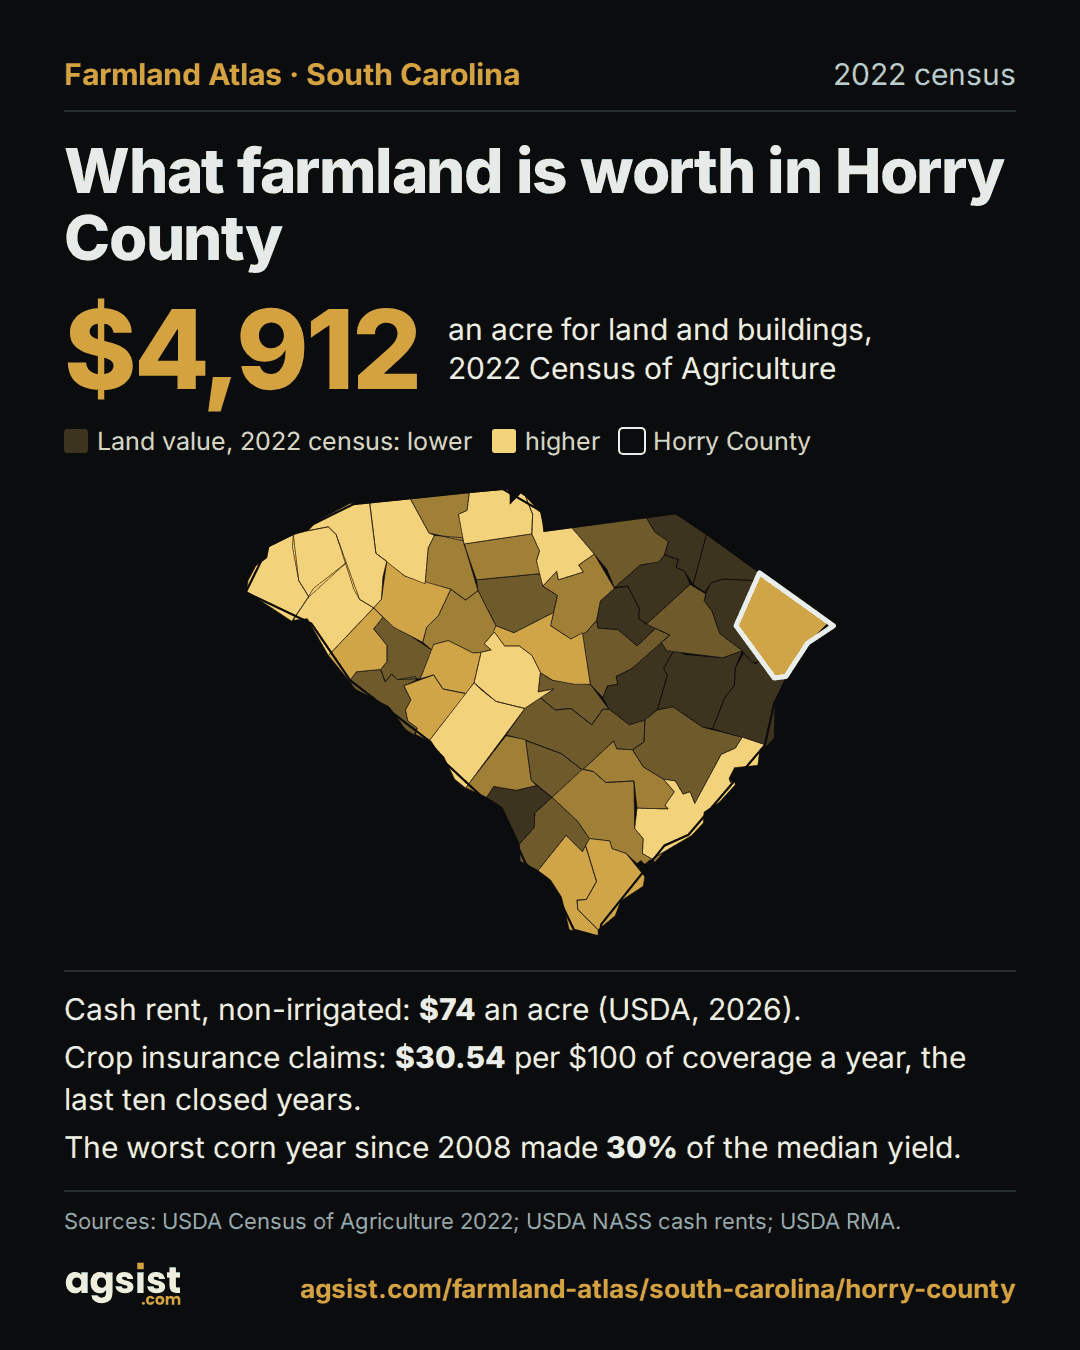 Farmland Atlas · South Carolina
2022 census
What farmland is worth in Horry
County
$4,912
an acre for land and buildings,
2022 Census of Agriculture
Land value, 2022 census: lower
higher
Horry County
Cash rent, non-irrigated: $74 an acre (USDA, 2026).
Crop insurance claims: $30.54 per $100 of coverage a year, the
last ten closed years.
The worst corn year since 2008 made 30% of the median yield.
Sources: USDA Census of Agriculture 2022; USDA NASS cash rents; USDA RMA.
agsist
.com
agsist.com/farmland-atlas/south-carolina/horry-county